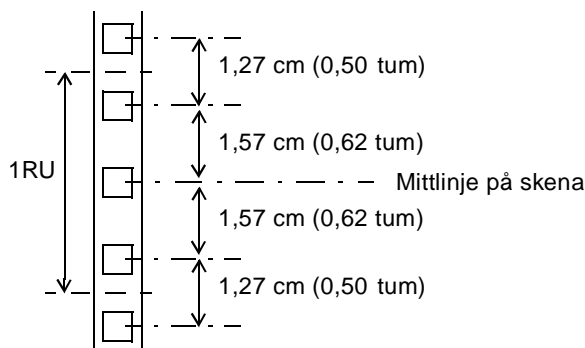 1,27 cm (0,50 tum)
1,57 cm (0,62 tum)
1RU
Mittlinje på skena
1,57 cm (0,62 tum)
1,27 cm (0,50 tum)